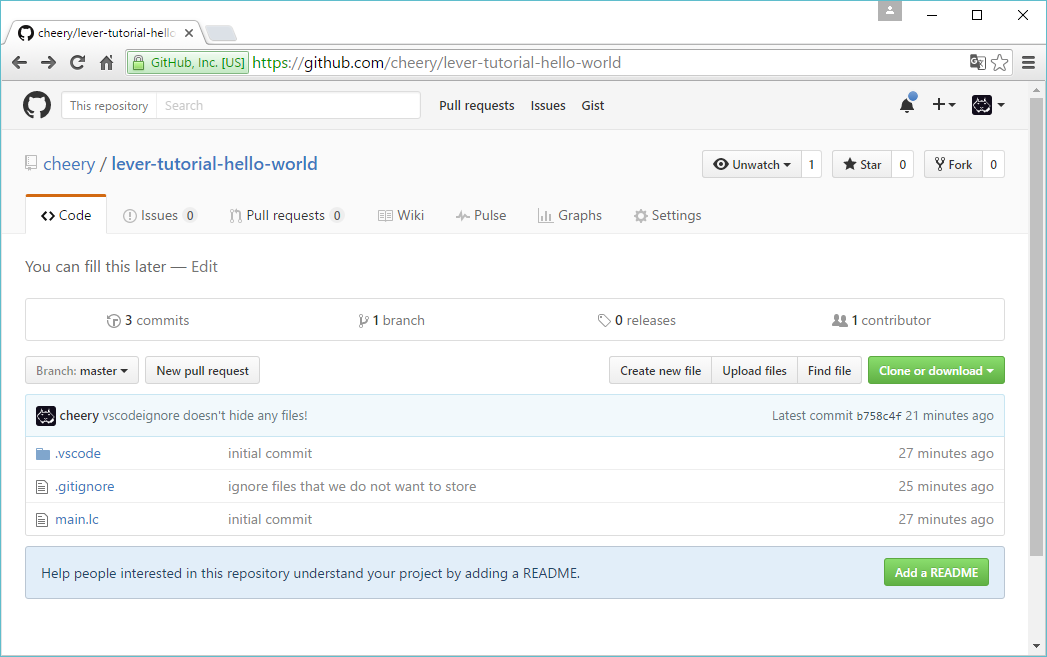 cheery/lever-tutorial-hello
GitHub, Inc. [US] https://github.com/cheery/lever-tutorial-hello-world
This repository Search Pull requests Issues Gist
cheery / lever-tutorial-hello-world Unwatch 1 Star 0 Fork 0
Code Issues 0 Pull requests 0 Wiki Pulse Graphs Settings
You can fill this later — Edit
3 commits 1 branch 0 releases 1 contributor
Branch: master New pull request Create new file Upload files Find file Clone or download
cheery vscodeignore doesn't hide any files! Latest commit b758c4f 21 minutes ago
.vscode initial commit 27 minutes ago
.gitignore ignore files that we do not want to store 25 minutes ago
main.lc initial commit 27 minutes ago
Help people interested in this repository understand your project by adding a README. Add a README